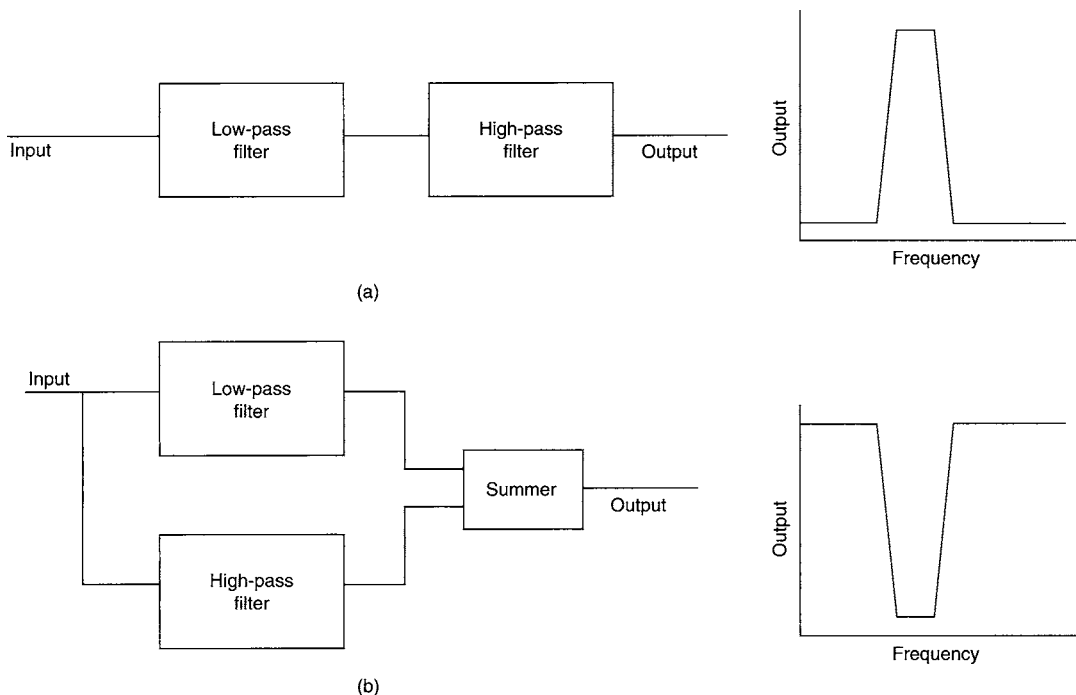 Low-pass
filter
High-pass
filter
Input
Output
Output
Frequency
(a)
Input
Low-pass
filter
High-pass
filter
Summer
Output
Output
Frequency
(b)